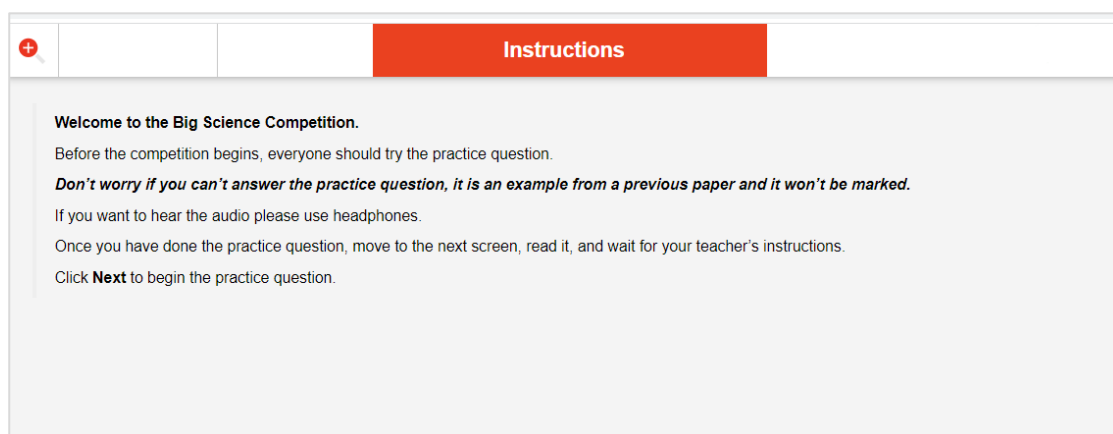 Instructions
Welcome to the Big Science Competition.
Before the competition begins, everyone should try the practice question.
Don't worry if you can't answer the practice question, it is an example from a previous paper and it won't be marked.
If you want to hear the audio please use headphones.
Once you have done the practice question, move to the next screen, read it, and wait for your teacher's instructions.
Click Next to begin the practice question.